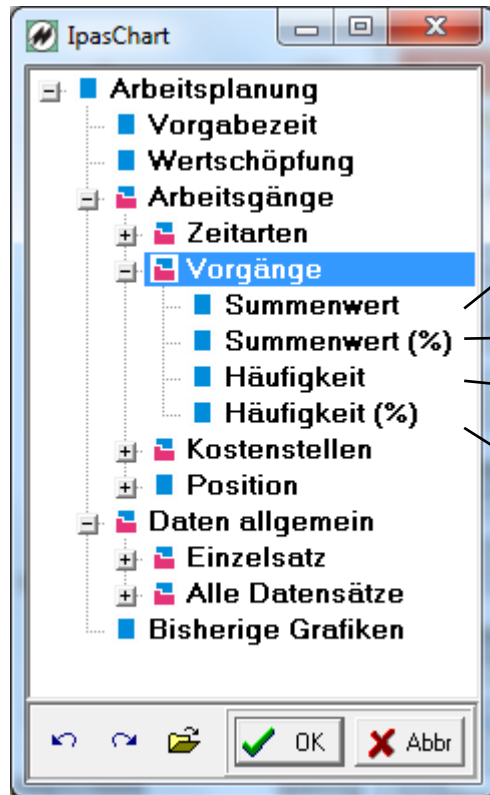 IpasChart
Arbeitsplanung
Vorgabezeit
Wertschöpfung
Arbeitsgänge
Zeitarten
Vorgänge
Summenwert
Summenwert (%)
Häufigkeit
Häufigkeit (%)
Kostenstellen
Position
Daten allgemein
Einzelsatz
Alle Datensätze
Bisherige Grafiken
OK Abbr